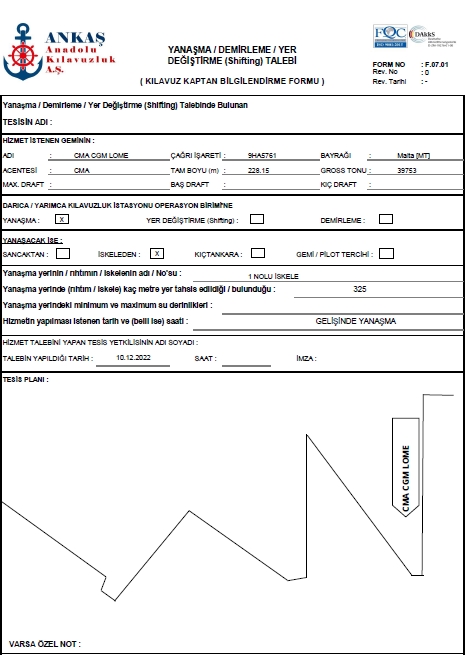 ANKAŞ
Anadolu
Kılavuzluk
A.Ş.
YANAŞMA / DEMİRLEME / YER
DEĞİŞTİRME (Shifting) TALEBİ
( KILAVUZ KAPTAN BİLGİLENDİRME FORMU )
FQC
ISO 9001:2015
DAkkS
FORM NO : F.07.01
Rev. No : 0
Rev. Tarihi : -
Yanaşma / Demirleme / Yer Değiştirme (Shifting) Talebinde Bulunan
TESİSİN ADI :
HİZMET İSTENEN GEMİNİN :
ADI : CMA CGM LOME ÇAĞRI İŞARETİ : 9HA5761 BAYRAĞI : Malta [MT]
ACENTESİ : CMA TAM BOYU (m) : 228.15 GROSS TONU : 39753
MAX. DRAFT : BAŞ DRAFT : KIÇ DRAFT :
DARICA / YARIMCA KILAVUZLUK İSTASYONU OPERASYON BİRİMİ'NE
YANAŞMA : X YER DEĞİŞTİRME (Shifting) : DEMİRLEME :
YANAŞACAK İSE :
SANCAKTAN : İSKELEDEN : X KIÇTANKARA : GEMİ / PİLOT TERCİHİ :
Yanaşma yerinin / rıhtımın / iskelenin adı / No'su : 1 NOLU İSKELE
Yanaşma yerinde (rıhtım / iskele) kaç metre yer tahsis edildiği / bulunduğu : 325
Yanaşma yerindeki minimum ve maximum su derinlikleri :
Hizmetin yapılması istenen tarih ve (belli ise) saati : GELİŞİNDE YANAŞMA
HİZMET TALEBİNİ YAPAN TESİS YETKİLİSİNİN ADI SOYADI :
TALEBİN YAPILDIĞI TARİH : 10.12.2022 SAAT : İMZA :
TESİS PLANI :
CMA CGM LOME
VARSA ÖZEL NOT :